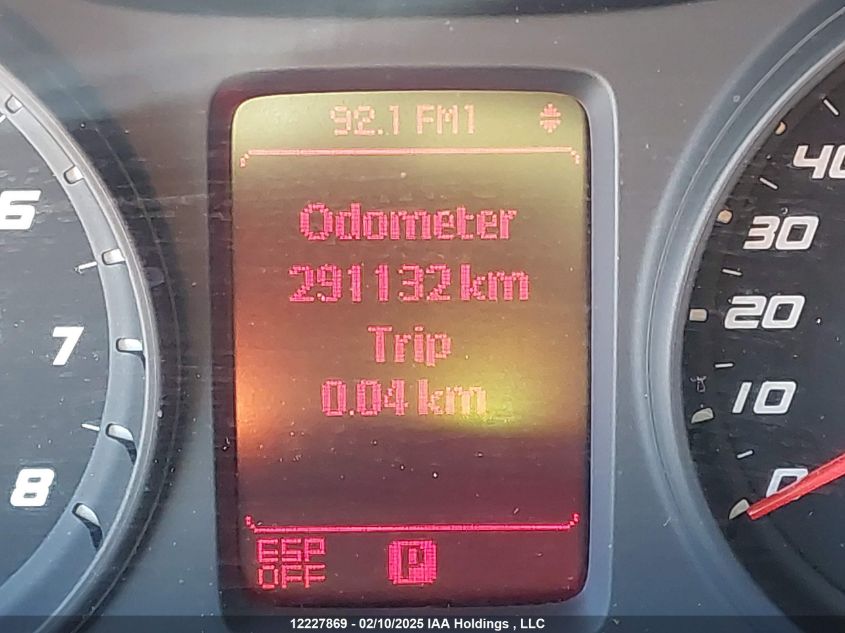 92.1 FM1
Odometer
291132 km
Trip
0.04 km
ESP
OFF
P
6
7
8
40
30
20
10
0
12227869 - 02/10/2025 IAA Holdings , LLC